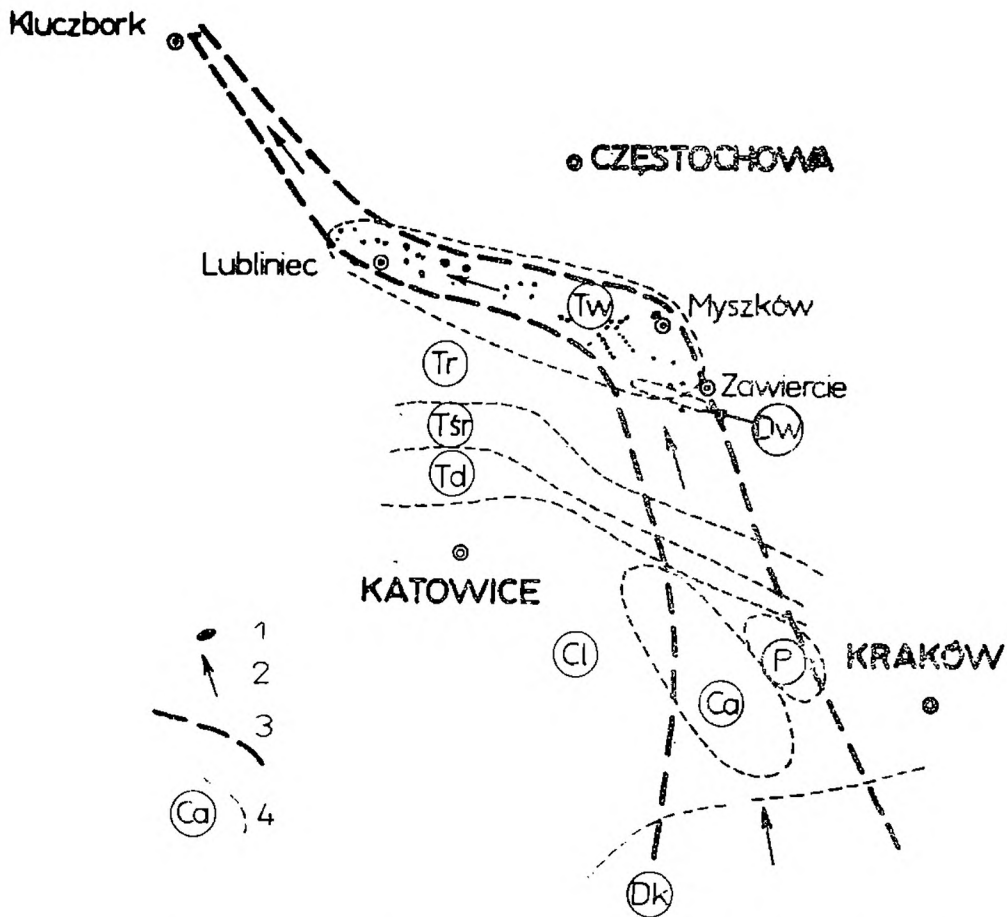 Kluczbork
CZĘSTOCHOWA
Lubliniec
Tw
Myszków
Tr
Zawiercie
Tśr
Dw
Td
KATOWICE
1
Cl
P
KRAKÓW
2
Ca
3
Ca
4
Dk